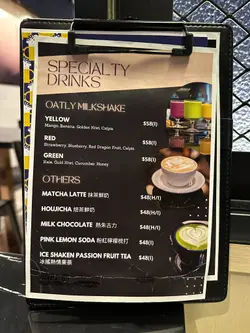 SPECIALTY
DRINKS
OATLY MILKSHAKE
YELLOW $58(I)
Mango, Banana, Golden Kiwi, Calpis
RED $58(I)
Strawberry, Blueberry, Red Dragon Fruit, Calpis
GREEN $58(I)
Kale, Gold Kiwi, Cucumber, Honey
OTHERS
MATCHA LATTE 抹茶鮮奶 $48(H/I)
HOUJICHA 焙茶鮮奶 $48(H/I)
MILK CHOCOLATE 熱朱古力 $48(H/I)
PINK LEMON SODA 粉紅檸檬梳打 $48(I)
ICE SHAKEN PASSION FRUIT TEA $48(I)
冰搖熱情果茶